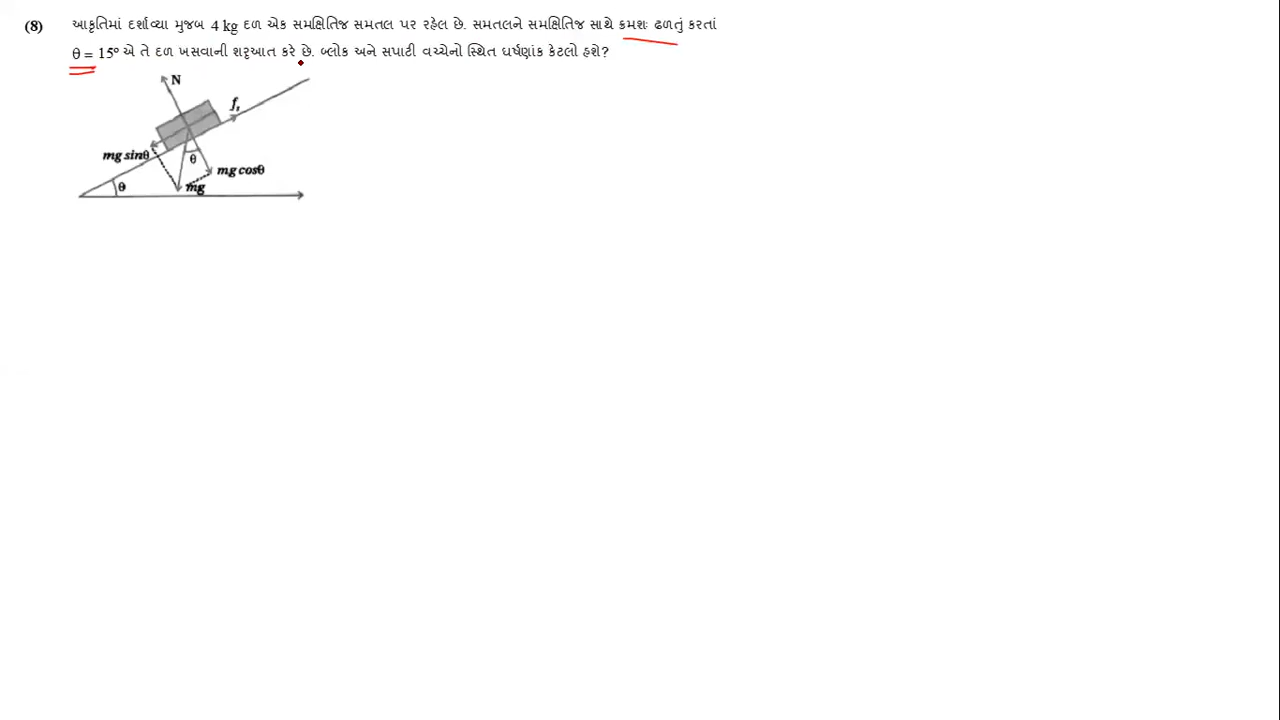 (8) આકૃતિમાં દર્શાવ્યા મુજબ 4 kg દળ એક સમક્ષિતિજ સમતલ પર રહેલ છે. સમતલને સમક્ષિતિજ સાથે ક્રમશઃ ઢળતું કરતાં
θ = 15° એ તે દળ ખસવાની શરૂઆત કરે છે. બ્લોક અને સપાટી વચ્ચેનો સ્થિત ઘર્ષણાંક કેટલો હશે?
N
fs
mg sinθ
θ
mg cosθ
θ
mg